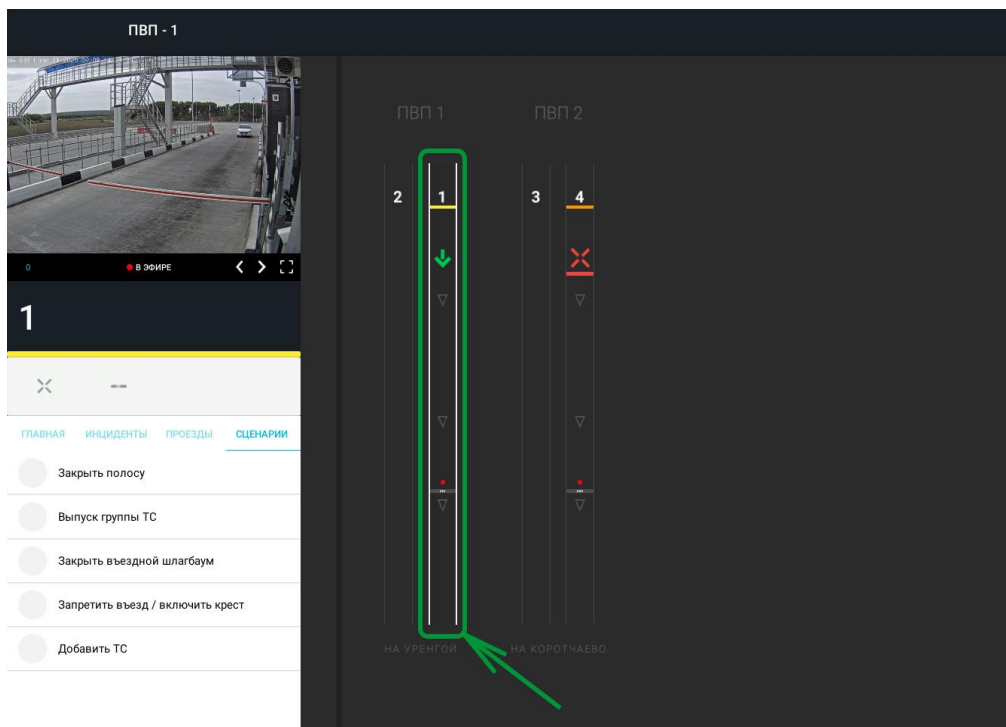 ПВП - 1
0
В ЭФИРЕ
1
ГЛАВНАЯ ИНЦИДЕНТЫ ПРОЕЗДЫ СЦЕНАРИИ
Закрыть полосу
Выпуск группы ТС
Закрыть въездной шлагбаум
Запретить въезд / включить крест
Добавить ТС
ПВП 1 ПВП 2
2 1 3 4
НА УРЕНГОЙ НА КОРОТЧАЕВО